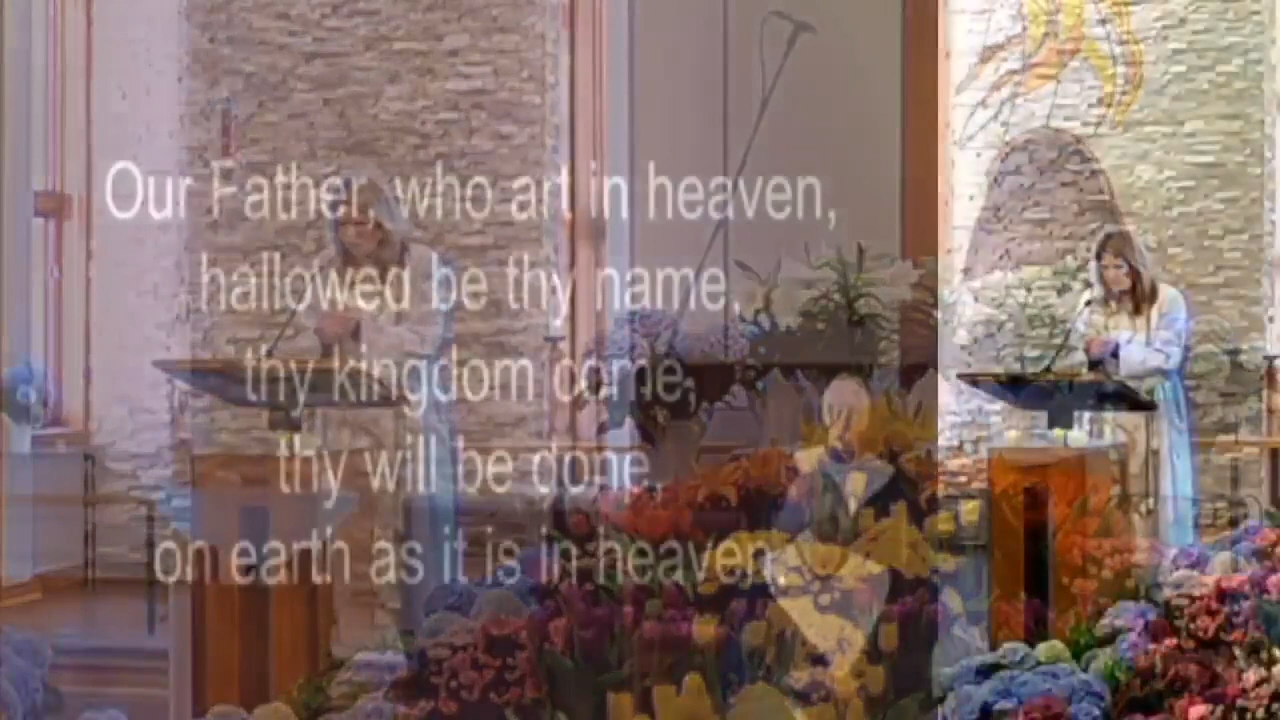 Our Father, who art in heaven,
hallowed be thy name,
thy kingdom come,
thy will be done,
on earth as it is in heaven